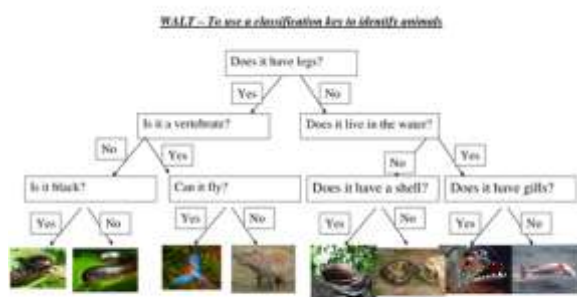 WALT – To use a classification key to identify animals
Does it have legs?
Yes
No
Is it a vertebrate?
Does it live in the water?
No
Yes
No
Yes
Is it black?
Can it fly?
Does it have a shell?
Does it have gills?
Yes
No
Yes
No
Yes
No
Yes
No